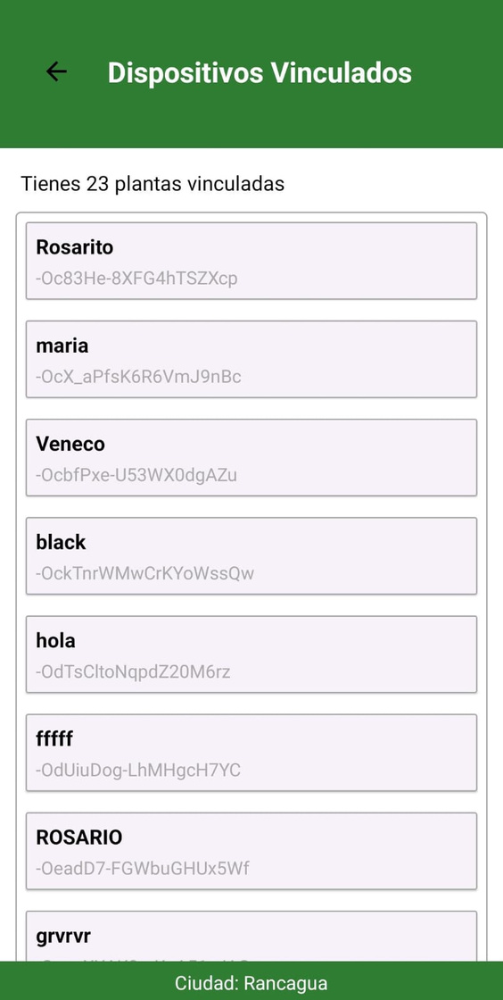 Dispositivos Vinculados
Tienes 23 plantas vinculadas
Rosarito
-Oc83He-8XFG4hTSZXcp
maria
-OcX_aPfsK6R6VmJ9nBc
Veneco
-OcbfPxe-U53WX0dgAZu
black
-OckTnrWMwCrKYoWssQw
hola
-OdTsCltoNqpdZ20M6rz
fffff
-OdUiuDog-LhMHgcH7YC
ROSARIO
-OeadD7-FGWbuGHUx5Wf
grvrvr
Ciudad: Rancagua